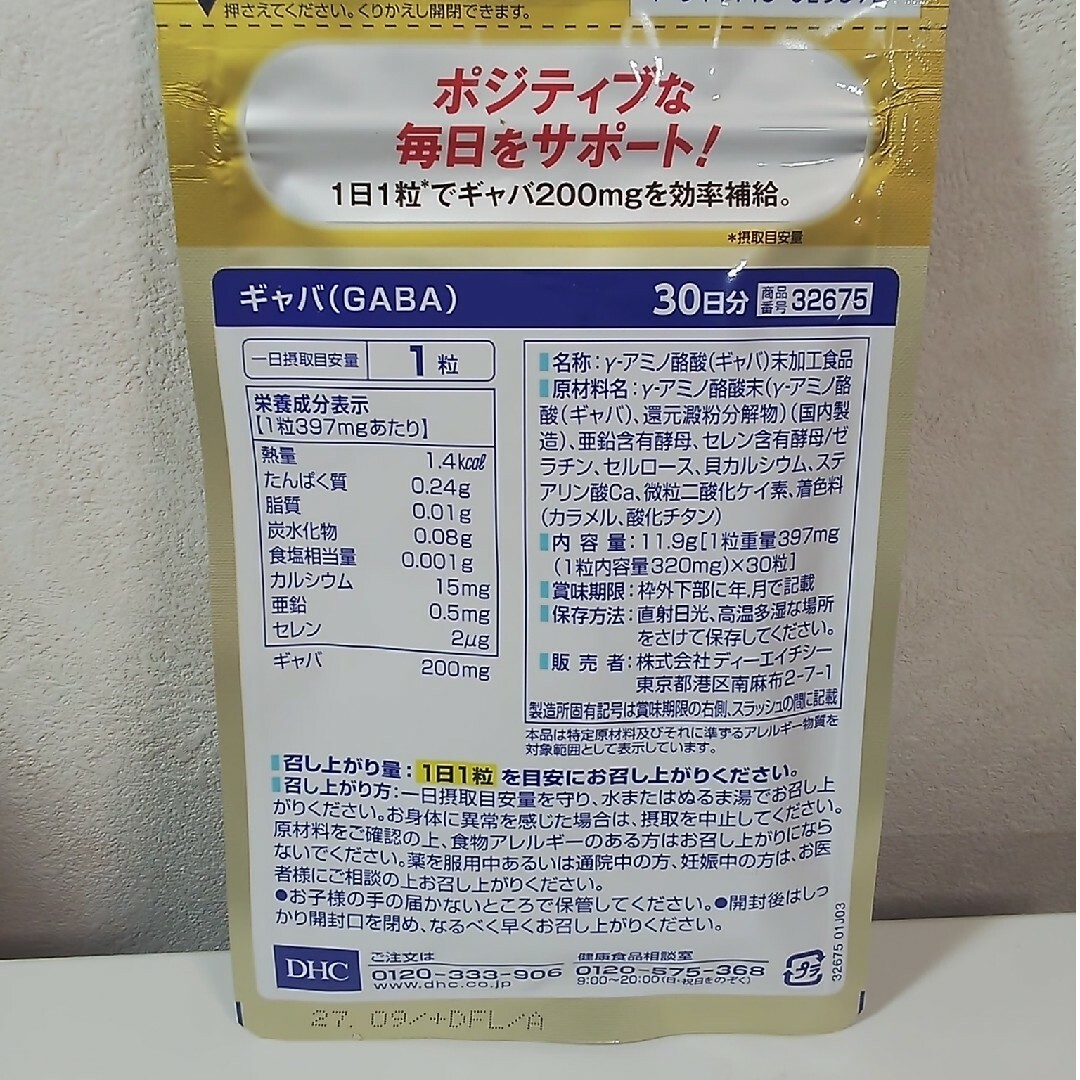 押さえてください。くりかえし開閉できます。
ポジティブな
毎日をサポート!
1日1粒*でギャバ200mgを効率補給。
*摂取目安量
ギャバ(GABA) 30日分 商品番号 32675
一日摂取目安量 1粒
栄養成分表示
【1粒397mgあたり】
熱量 1.4kcal
たんぱく質 0.24g
脂質 0.01g
炭水化物 0.08g
食塩相当量 0.001g
カルシウム 15mg
亜鉛 0.5mg
セレン 2μg
ギャバ 200mg
名称:γ-アミノ酪酸(ギャバ)末加工食品
原材料名:γ-アミノ酪酸末(γ-アミノ酪
酸(ギャバ)、還元澱粉分解物)(国内製
造)、亜鉛含有酵母、セレン含有酵母/ゼ
ラチン、セルロース、貝カルシウム、ステ
アリン酸Ca、微粒二酸化ケイ素、着色料
(カラメル、酸化チタン)
内容量:11.9g[1粒重量397mg
(1粒内容量320mg)×30粒]
賞味期限:枠外下部に年,月で記載
保存方法:直射日光、高温多湿な場所
をさけて保存してください。
販売者:株式会社ディーエイチシー
東京都港区南麻布2-7-1
製造所固有記号は賞味期限の右側、スラッシュの間に記載
本品は特定原材料及びそれに準ずるアレルギー物質を
対象範囲として表示しています。
召し上がり量:1日1粒を目安にお召し上がりください。
召し上がり方:一日摂取目安量を守り、水またはぬるま湯でお召し上
がりください。お身体に異常を感じた場合は、摂取を中止してください。
原材料をご確認の上、食物アレルギーのある方はお召し上がりになら
ないでください。薬を服用中あるいは通院中の方、妊娠中の方は、お医
者様にご相談の上お召し上がりください。
●お子様の手の届かないところで保管してください。●開封後はしっ
かり開封口を閉め、なるべく早くお召し上がりください。
DHC
ご注文は
0120-333-906
www.dhc.co.jp
健康食品相談室
0120-575-368
9:00~20:00(日・祝日をのぞく)
プラ
32675 01J03
27. 09/+DFL/A